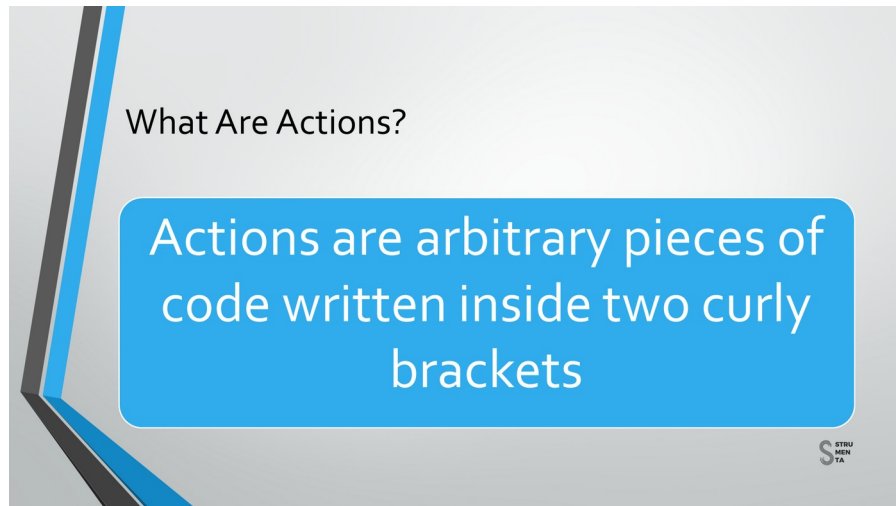 What Are Actions?
Actions are arbitrary pieces of
code written inside two curly
brackets
STRU
MEN
TA